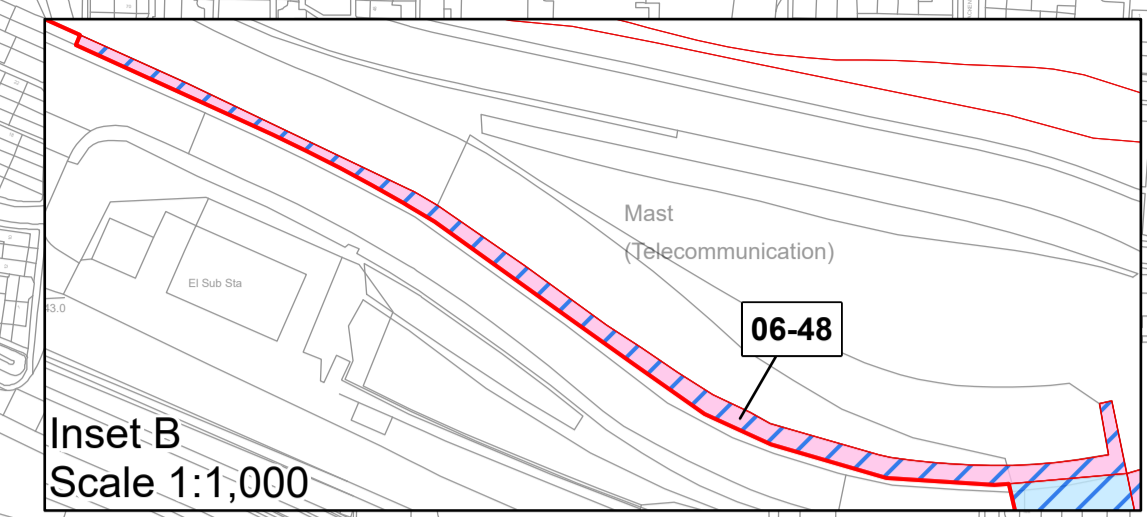 Mast
(Telecommunication)
El Sub Sta
43.0
06-48
Inset B
Scale 1:1,000